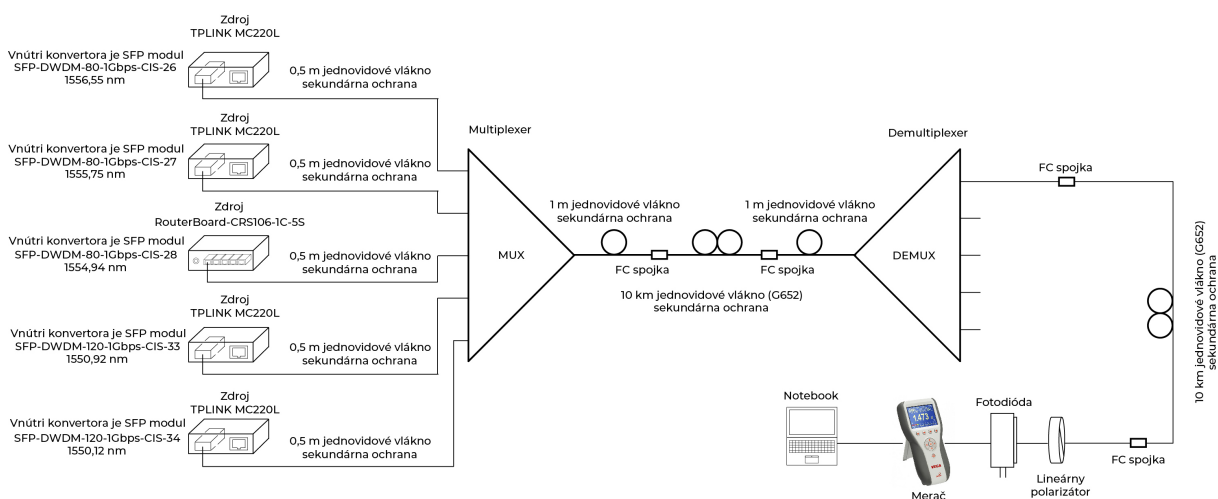 Zdroj
TPLINK MC220L
Vnútri konvertora je SFP modul
SFP-DWDM-80-1Gbps-CIS-26
1556,55 nm
0,5 m jednovidové vlákno
sekundárna ochrana
Zdroj
TPLINK MC220L
Vnútri konvertora je SFP modul
SFP-DWDM-80-1Gbps-CIS-27
1555,75 nm
0,5 m jednovidové vlákno
sekundárna ochrana
Zdroj
RouterBoard-CRS106-1C-5S
Vnútri konvertora je SFP modul
SFP-DWDM-80-1Gbps-CIS-28
1554,94 nm
0,5 m jednovidové vlákno
sekundárna ochrana
Zdroj
TPLINK MC220L
Vnútri konvertora je SFP modul
SFP-DWDM-120-1Gbps-CIS-33
1550,92 nm
0,5 m jednovidové vlákno
sekundárna ochrana
Zdroj
TPLINK MC220L
Vnútri konvertora je SFP modul
SFP-DWDM-120-1Gbps-CIS-34
1550,12 nm
0,5 m jednovidové vlákno
sekundárna ochrana
Multiplexer
MUX
1 m jednovidové vlákno
sekundárna ochrana
FC spojka
10 km jednovidové vlákno (G652)
sekundárna ochrana
FC spojka
1 m jednovidové vlákno
sekundárna ochrana
Demultiplexer
DEMUX
FC spojka
10 km jednovidové vlákno (G652)
sekundárna ochrana
FC spojka
Lineárny
polarizátor
Fotodióda
Merač
1.473
Notebook